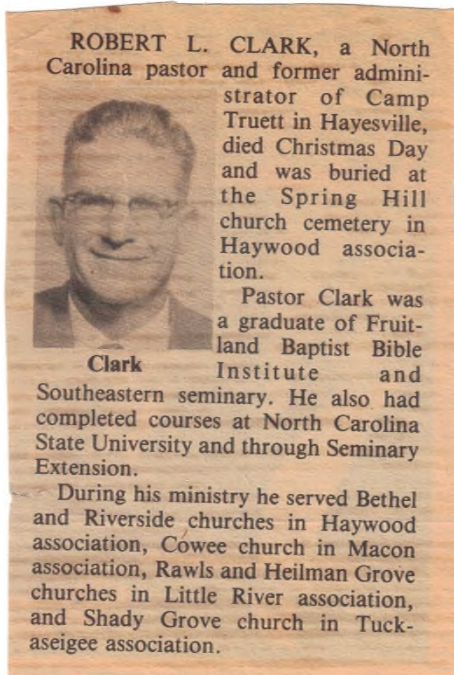 ROBERT L. CLARK, a North
Carolina pastor and former admini-
strator of Camp
Truett in Hayesville,
died Christmas Day
and was buried at
the Spring Hill
church cemetery in
Haywood associa-
tion.
Pastor Clark was
a graduate of Fruit-
land Baptist Bible
Institute and
Clark
Southeastern seminary. He also had
completed courses at North Carolina
State University and through Seminary
Extension.
During his ministry he served Bethel
and Riverside churches in Haywood
association, Cowee church in Macon
association, Rawls and Heilman Grove
churches in Little River association,
and Shady Grove church in Tuck-
aseigee association.